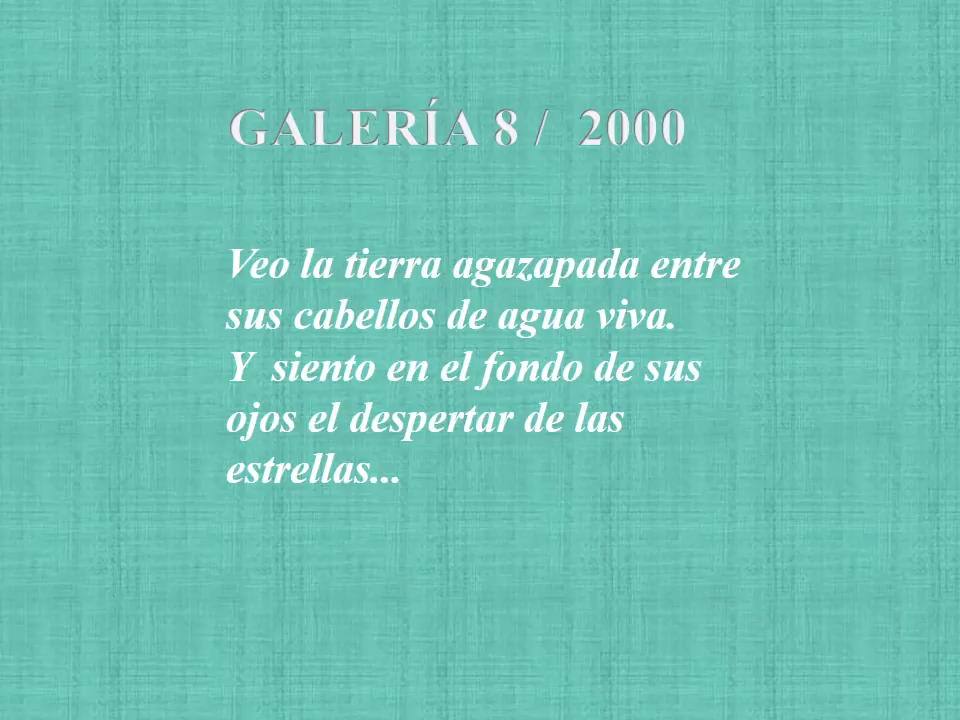 GALERÍA 8 /  2000
Veo la tierra agazapada entre
sus cabellos de agua viva.
Y  siento en el fondo de sus
ojos el despertar de las
estrellas...